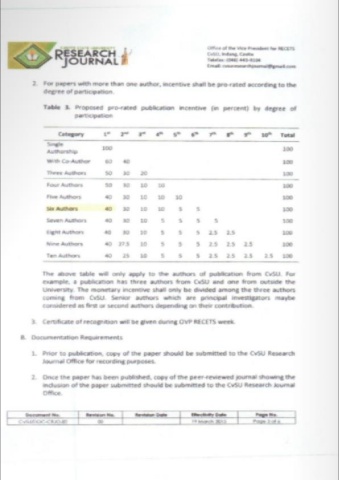 RESEARCH
JOURNAL
Office of the Vice President for RECETS
CvSU, Indang, Cavite
2. For papers with more than one author, incentive shall be pro-rated according to the
degree of participation.
Table 3. Proposed pro-rated publication incentive (in percent) by degree of
participation
Category 1st 2nd 3rd 4th 5th 6th 7th 8th 9th 10th Total
Single
Authorship 100 100
With Co-Author 60 40 100
Three Authors 50 30 20 100
Four Authors 50 30 10 10 100
Five Authors 40 30 10 10 10 100
Six Authors 40 30 10 10 5 5 100
Seven Authors 40 30 10 5 5 5 5 100
Eight Authors 40 30 10 5 5 5 2.5 2.5 100
Nine Authors 40 27.5 10 5 5 5 2.5 2.5 2.5 100
Ten Authors 40 25 10 5 5 5 2.5 2.5 2.5 2.5 100
The above table will only apply to the authors of publication from CvSU. For
example, a publication has three authors from CvSU and one from outside the
University. The monetary incentive shall only be divided among the three authors
coming from CvSU. Senior authors which are principal investigators maybe
considered as first or second authors depending on their contribution.
3. Certificate of recognition will be given during OVP RECETS week.
B. Documentation Requirements
1. Prior to publication, copy of the paper should be submitted to the CvSU Research
Journal Office for recording purposes.
2. Once the paper has been published, copy of the peer-reviewed journal showing the
inclusion of the paper submitted should be submitted to the CvSU Research Journal
Office.
Document No. Revision No. Revision Date Effectivity Date Page No.